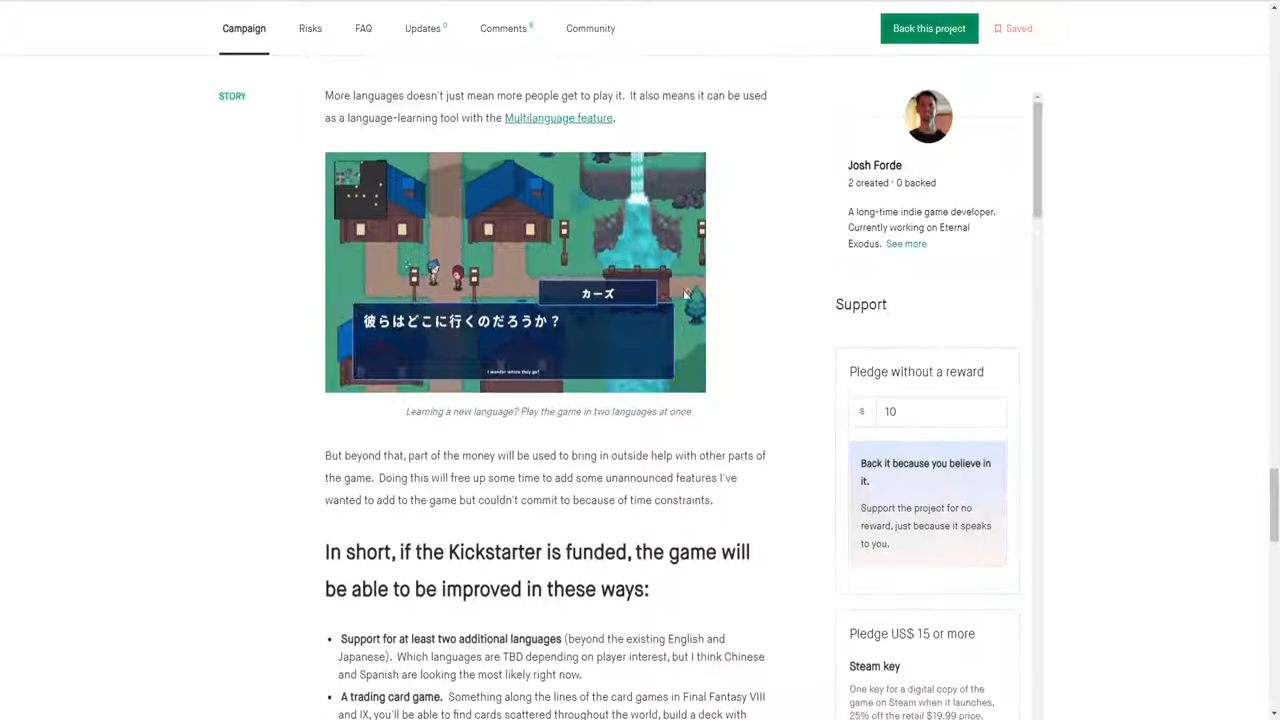 Campaign
Risks
FAQ
Updates 0
Comments 6
Community
Back this project
Saved
STORY
More languages doesn't just mean more people get to play it. It also means it can be used
as a language-learning tool with the Multilanguage feature.
カーズ
彼らはどこに行くのだろうか？
I wonder where they go?
Learning a new language? Play the game in two languages at once
But beyond that, part of the money will be used to bring in outside help with other parts of
the game. Doing this will free up some time to add some unannounced features I've
wanted to add to the game but couldn't commit to because of time constraints.
In short, if the Kickstarter is funded, the game will
be able to be improved in these ways:
• Support for at least two additional languages (beyond the existing English and
Japanese). Which languages are TBD depending on player interest, but I think Chinese
and Spanish are looking the most likely right now.
• A trading card game. Something along the lines of the card games in Final Fantasy VIII
and IX, you'll be able to find cards scattered throughout the world, build a deck with
Josh Forde
2 created · 0 backed
A long-time indie game developer.
Currently working on Eternal
Exodus. See more
Support
Pledge without a reward
$ 10
Back it because you believe in
it.
Support the project for no
reward, just because it speaks
to you.
Pledge US$ 15 or more
Steam key
One key for a digital copy of the
game on Steam when it launches,
25% off the retail $19.99 price.